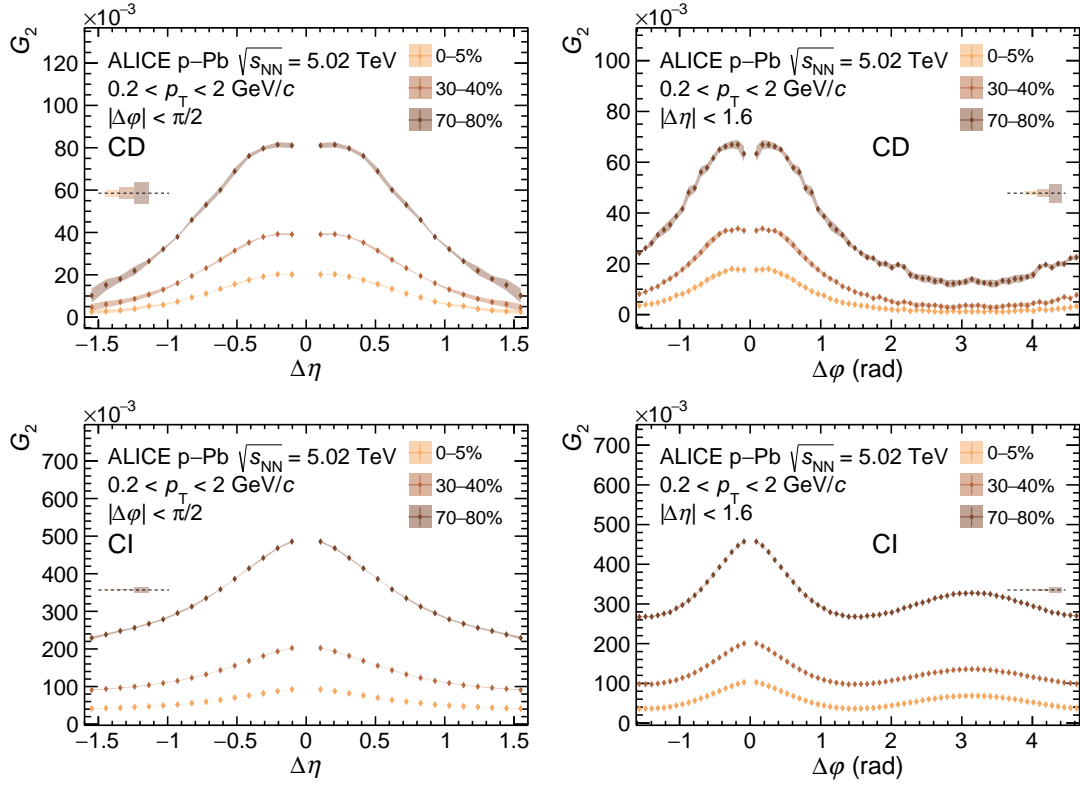 ×10⁻³
G₂
ALICE p–Pb √sNN = 5.02 TeV
0.2 < pT < 2 GeV/c
|Δφ| < π/2
CD
0–5%
30–40%
70–80%
120
100
80
60
40
20
0
−1.5 −1 −0.5 0 0.5 1 1.5
Δη
×10⁻³
G₂
ALICE p–Pb √sNN = 5.02 TeV
0.2 < pT < 2 GeV/c
|Δη| < 1.6
CD
0–5%
30–40%
70–80%
100
80
60
40
20
0
−1 0 1 2 3 4
Δφ (rad)
×10⁻³
G₂
ALICE p–Pb √sNN = 5.02 TeV
0.2 < pT < 2 GeV/c
|Δφ| < π/2
CI
0–5%
30–40%
70–80%
700
600
500
400
300
200
100
0
−1.5 −1 −0.5 0 0.5 1 1.5
Δη
×10⁻³
G₂
ALICE p–Pb √sNN = 5.02 TeV
0.2 < pT < 2 GeV/c
|Δη| < 1.6
CI
0–5%
30–40%
70–80%
700
600
500
400
300
200
100
0
−1 0 1 2 3 4
Δφ (rad)